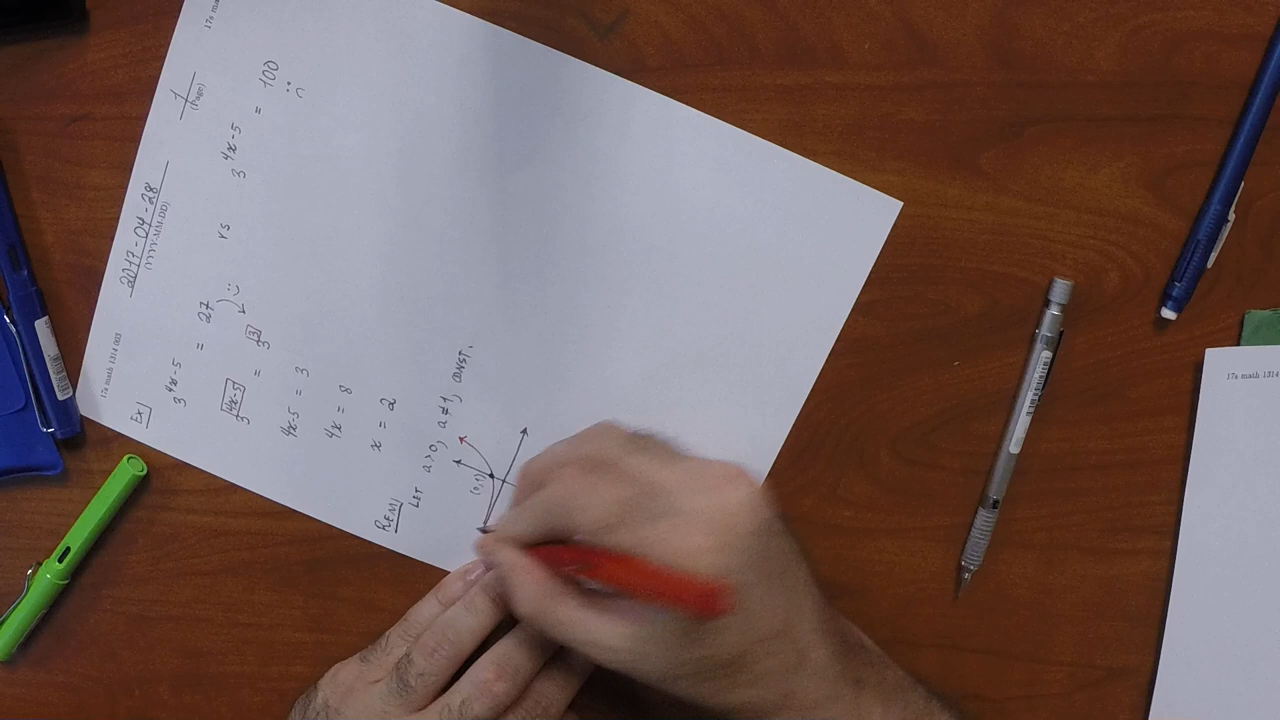 17a math 1314 003
2017-04-28
(YYYY-MM-DD)
1
(Page)
Ex
3^{4x-5} = 27 vs 3^{4x-5} = 100
3^{4x-5} = 3^3
4x-5 = 3
4x = 8
x = 2
REM
LET a>0, a≠1, CONST.
(0,1)
17a math 1314